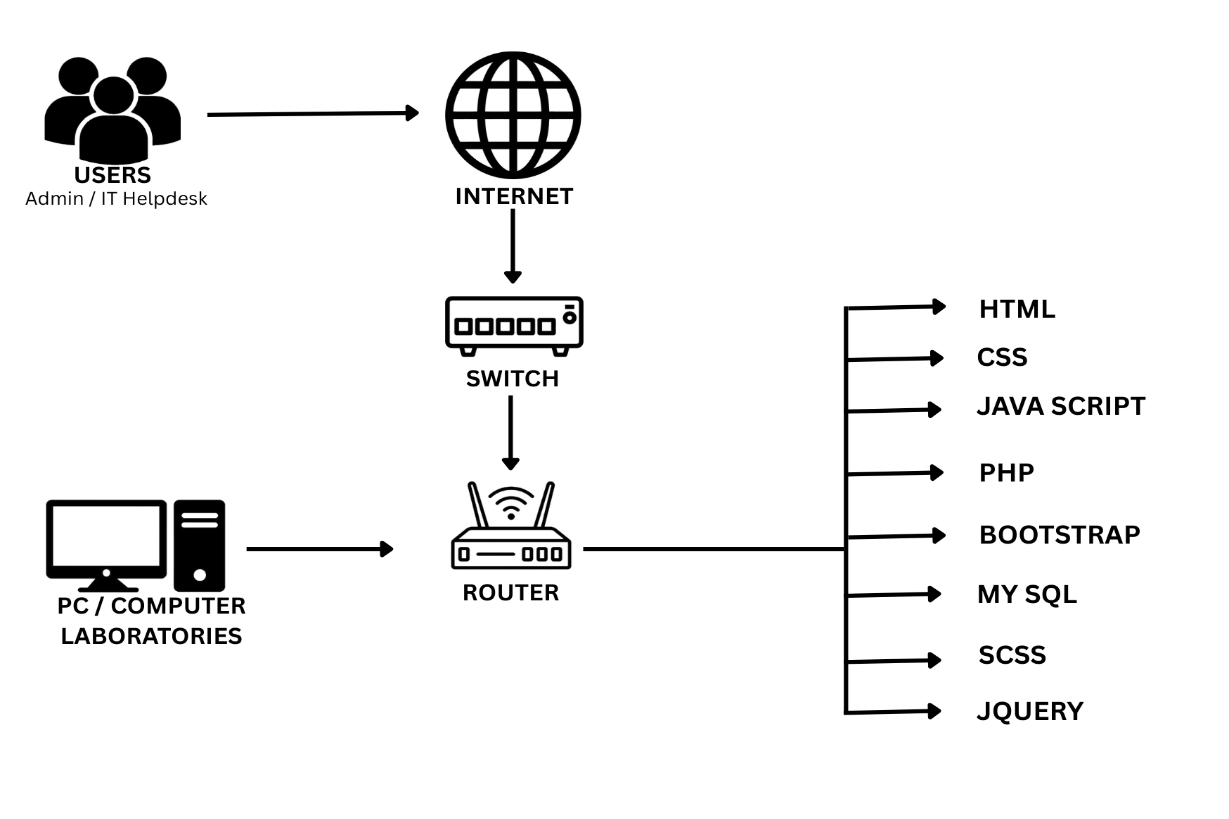 USERS
Admin / IT Helpdesk
INTERNET
SWITCH
ROUTER
PC / COMPUTER
LABORATORIES
HTML
CSS
JAVA SCRIPT
PHP
BOOTSTRAP
MY SQL
SCSS
JQUERY